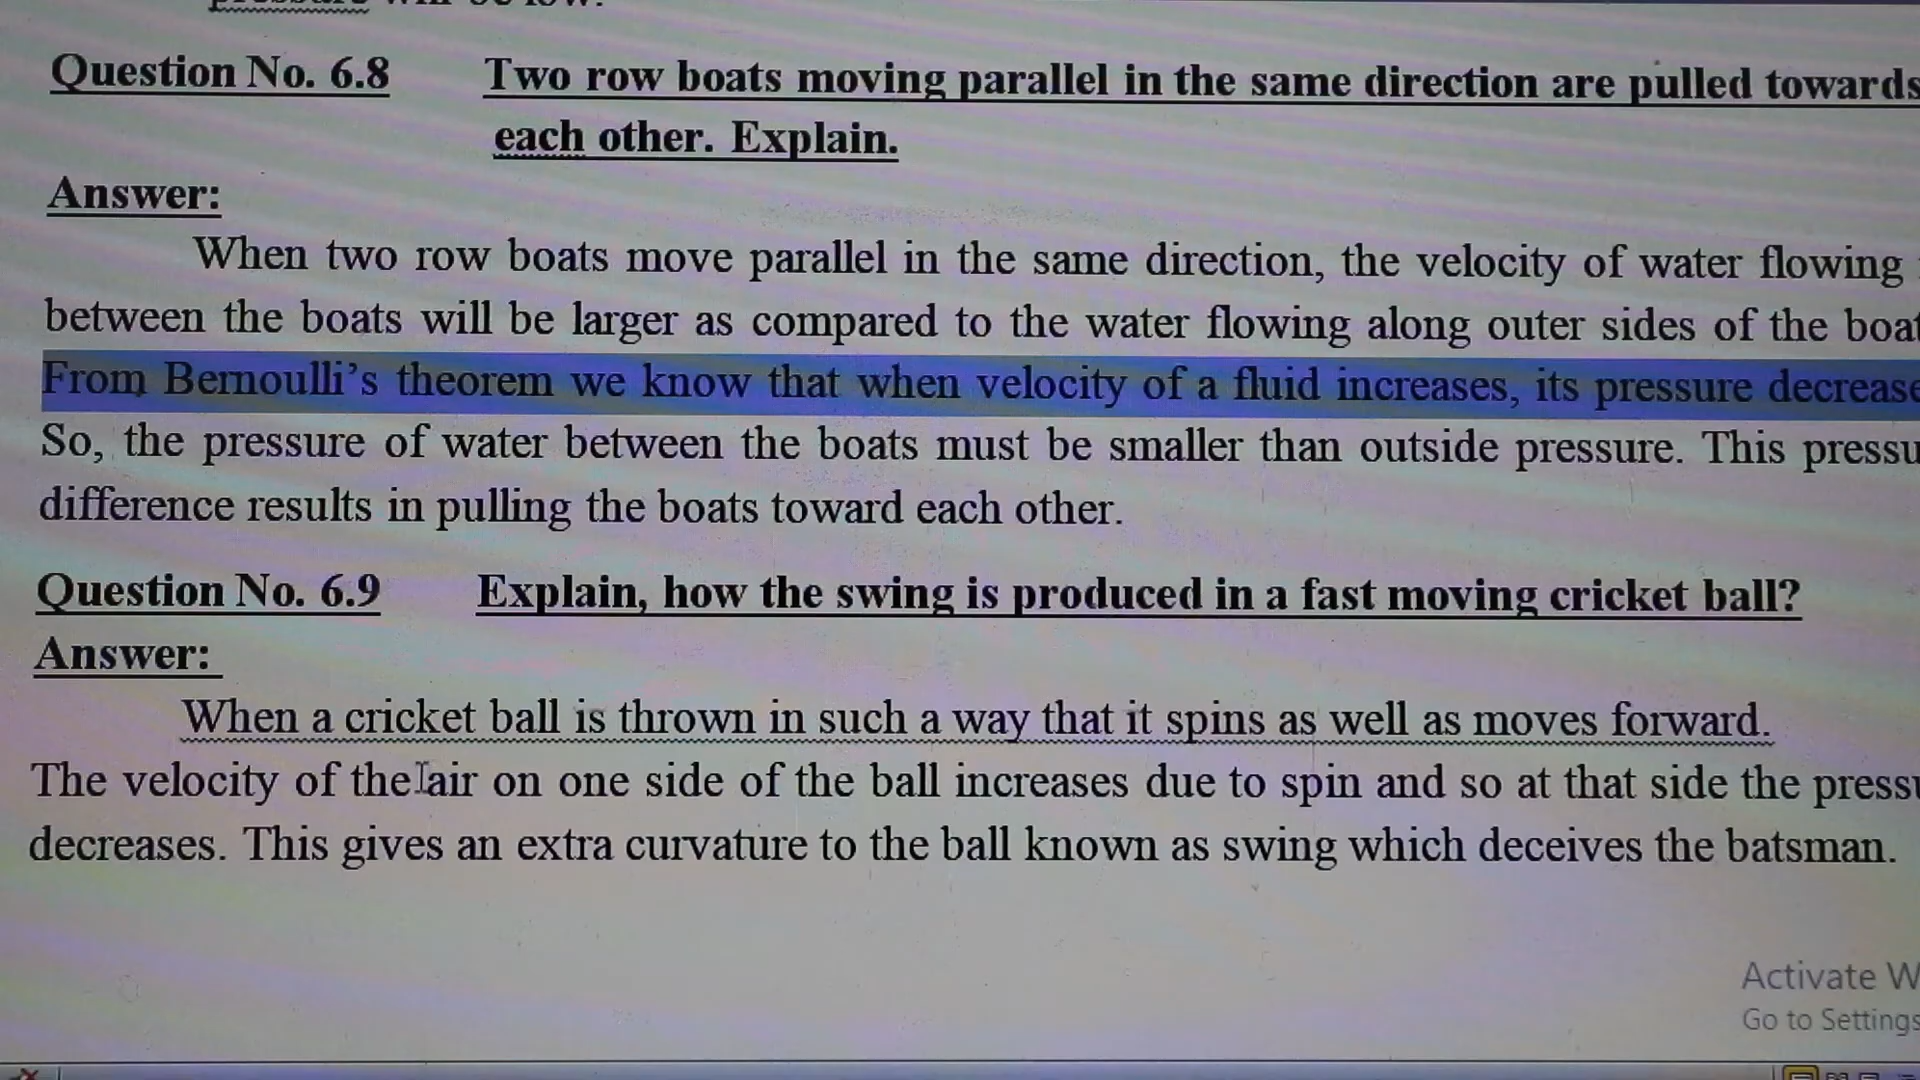 will be low.
Question No. 6.8 Two row boats moving parallel in the same direction are pulled towards
each other. Explain.
Answer:
When two row boats move parallel in the same direction, the velocity of water flowing
between the boats will be larger as compared to the water flowing along outer sides of the
From Bernoulli's theorem we know that when velocity of a fluid increases, its pressure
So, the pressure of water between the boats must be smaller than outside pressure. This
difference results in pulling the boats toward each other.
Question No. 6.9 Explain, how the swing is produced in a fast moving cricket ball?
Answer:
When a cricket ball is thrown in such a way that it spins as well as moves forward.
The velocity of the air on one side of the ball increases due to spin and so at that side the
decreases. This gives an extra curvature to the ball known as swing which deceives the batsman.
Activate W
Go to Settings